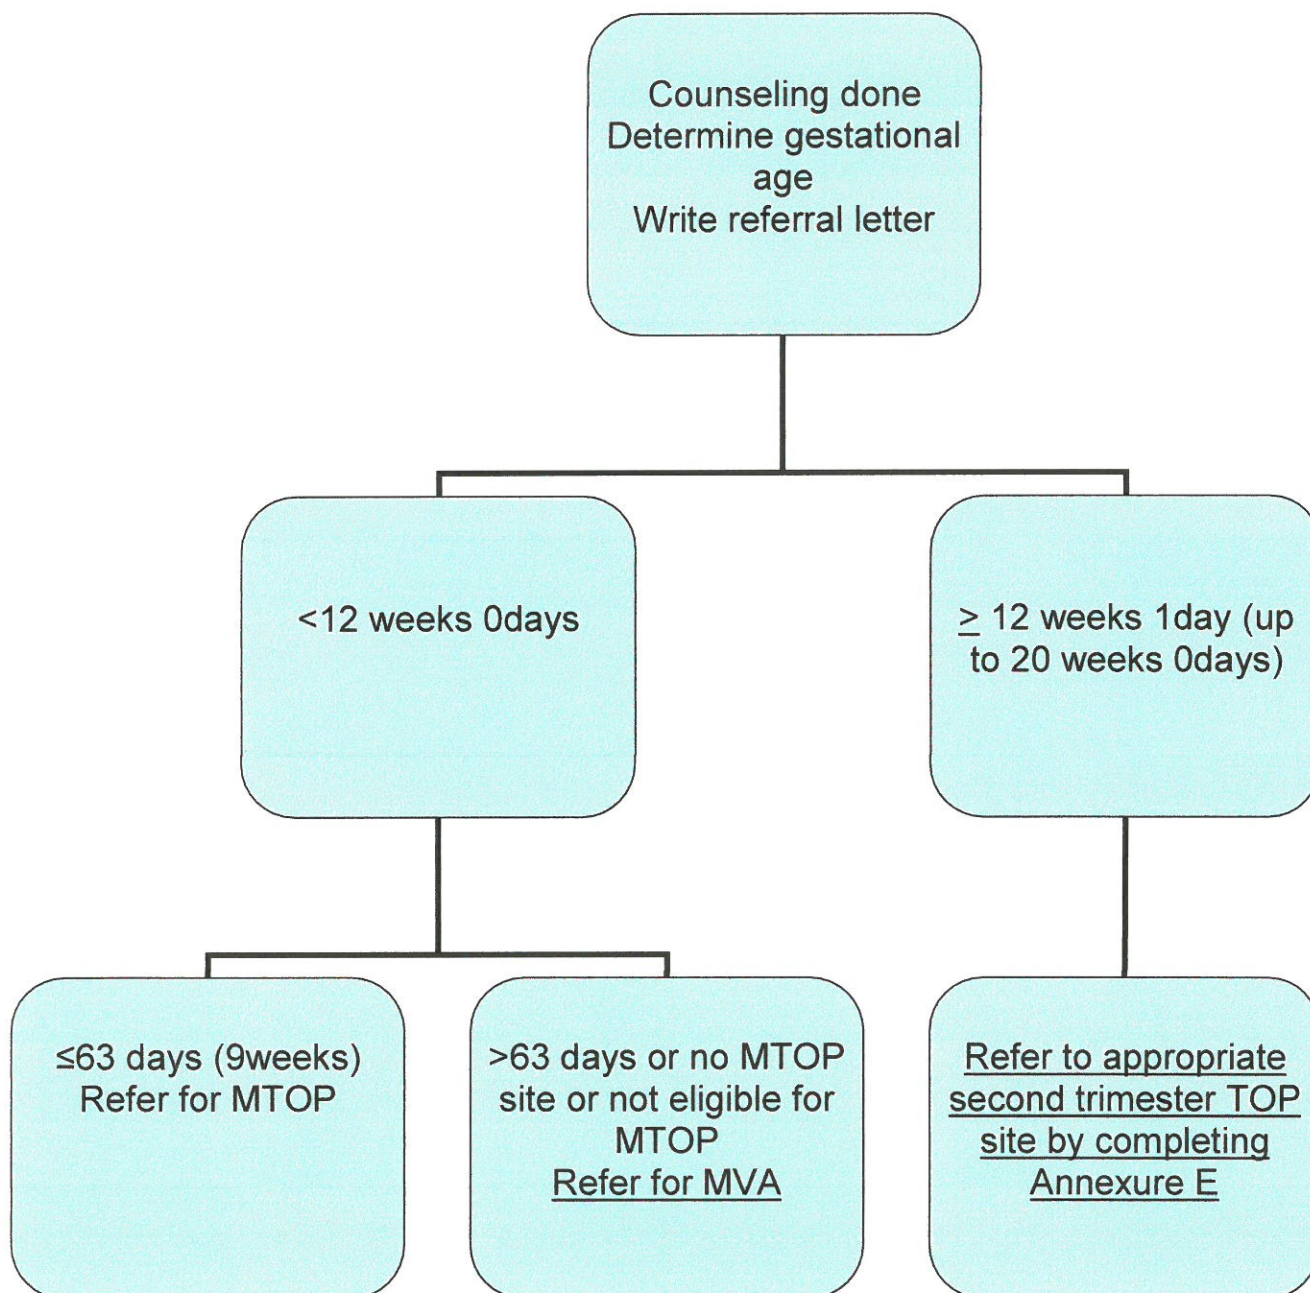 Counseling done
Determine gestational
age
Write referral letter
<12 weeks 0days
≥ 12 weeks 1day (up
to 20 weeks 0days)
≤63 days (9weeks)
Refer for MTOP
>63 days or no MTOP
site or not eligible for
MTOP
Refer for MVA
Refer to appropriate
second trimester TOP
site by completing
Annexure E